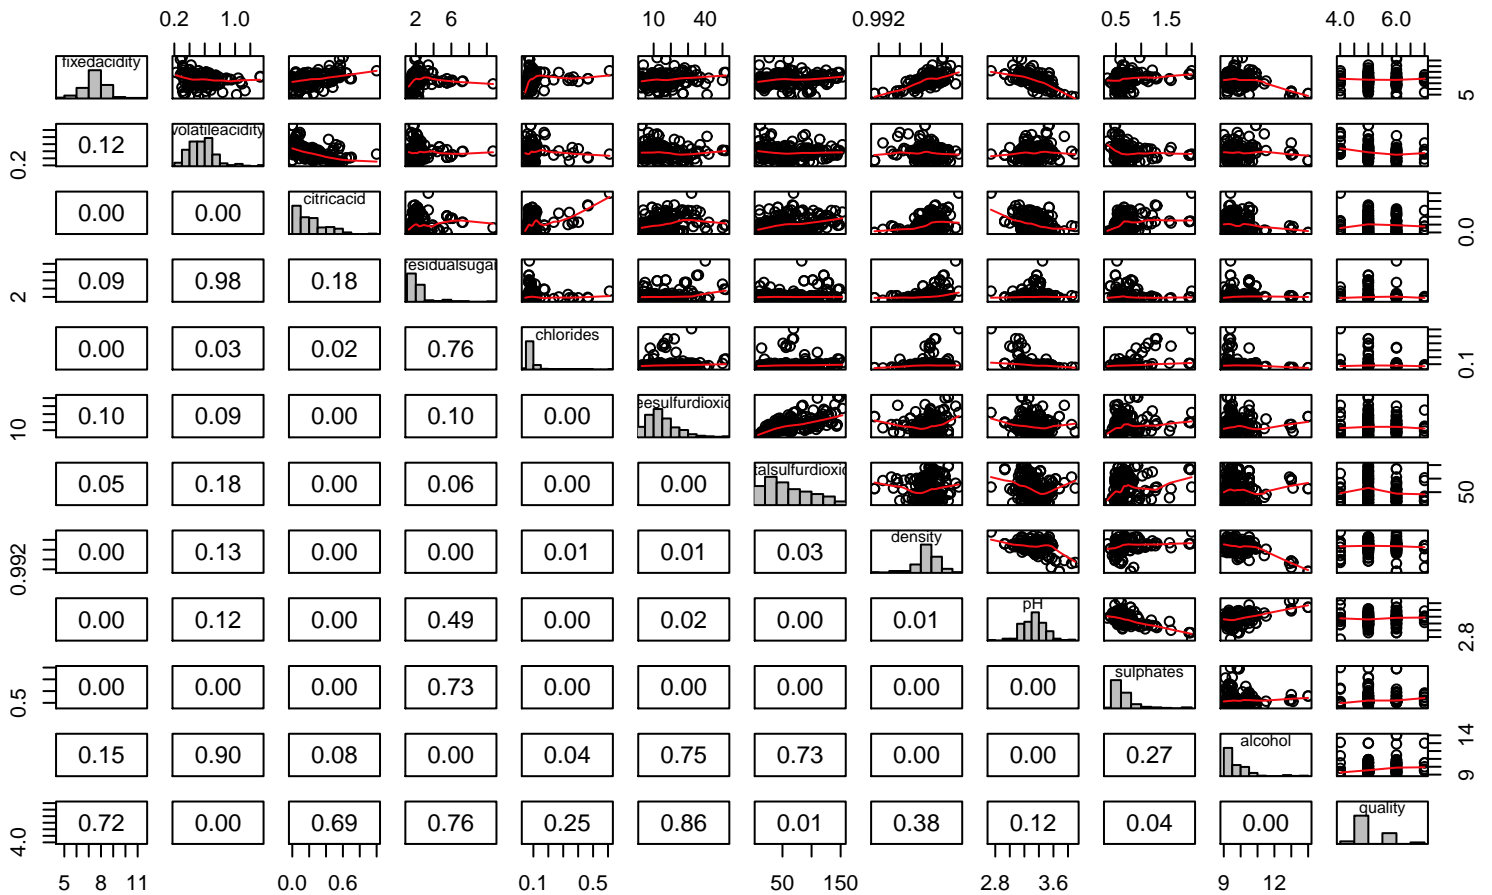 0.2 1.0 2 6 10 40 0.992 0.5 1.5 4.0 6.0
fixedacidity 5
0.2 0.12 volatileacidity
0.00 0.00 citricacid 0.0
2 0.09 0.98 0.18 residualsugar
0.00 0.03 0.02 0.76 chlorides 0.1
10 0.10 0.09 0.00 0.10 0.00 eesulfurdioxid
0.05 0.18 0.00 0.06 0.00 0.00 talsulfurdioxid 50
0.992 0.00 0.13 0.00 0.00 0.01 0.01 0.03 density
0.00 0.12 0.00 0.49 0.00 0.02 0.00 0.01 pH 2.8
0.5 0.00 0.00 0.00 0.73 0.00 0.00 0.00 0.00 0.00 sulphates
0.15 0.90 0.08 0.00 0.04 0.75 0.73 0.00 0.00 0.27 alcohol 9 14
4.0 0.72 0.00 0.69 0.76 0.25 0.86 0.01 0.38 0.12 0.04 0.00 quality
5 8 11 0.0 0.6 0.1 0.5 50 150 2.8 3.6 9 12